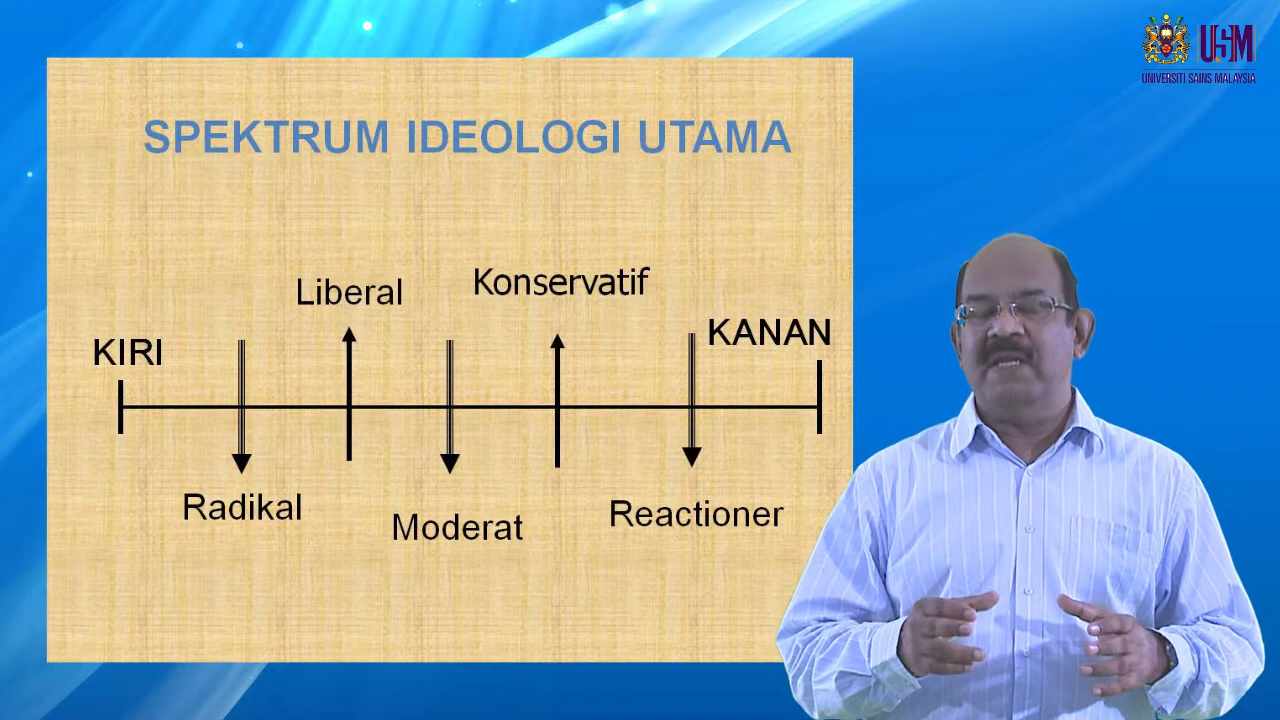 USM
UNIVERSITI SAINS MALAYSIA
SPEKTRUM IDEOLOGI UTAMA
Liberal
Konservatif
KIRI
KANAN
Radikal
Moderat
Reactioner